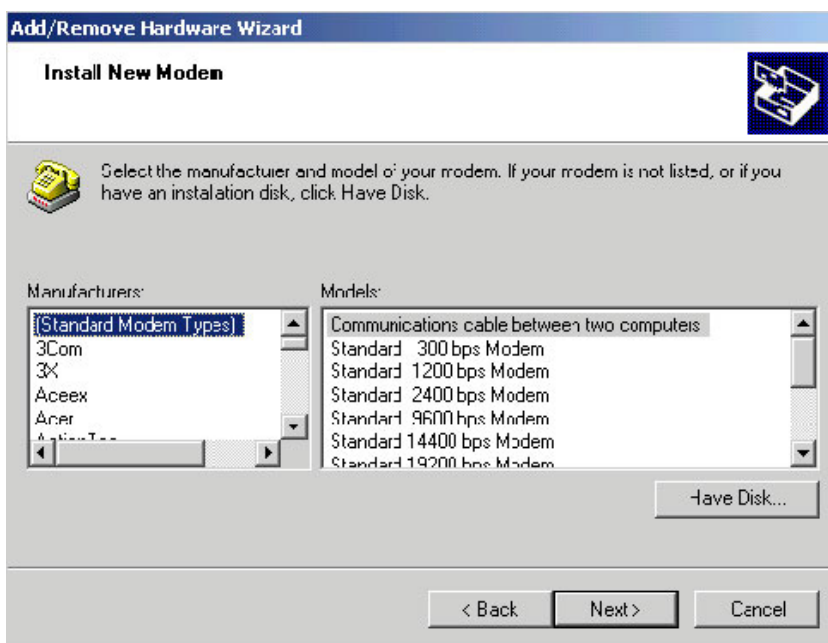 Add/Remove Hardware Wizard
Install New Modem
Select the manufacturer and model of your modem. If your modem is not listed, or if you
have an installation disk, click Have Disk.
Manufacturers:
Models:
(Standard Modem Types)
3Com
3X
Aceex
Acer
Communications cable between two computers
Standard 300 bps Modem
Standard 1200 bps Modem
Standard 2400 bps Modem
Standard 9600 bps Modem
Standard 14400 bps Modem
Standard 19200 bps Modem
Have Disk...
< Back
Next >
Cancel